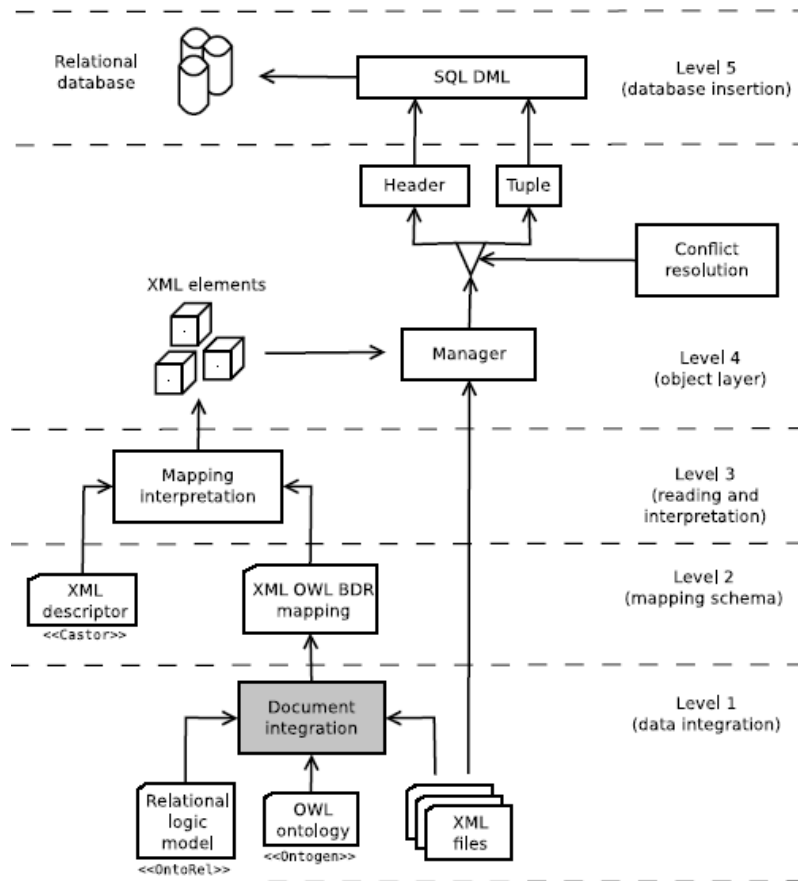 Relational
database
SQL DML
Level 5
(database insertion)
Header
Tuple
Conflict
resolution
XML elements
Manager
Level 4
(object layer)
Mapping
interpretation
Level 3
(reading and
interpretation)
XML
descriptor
<<Castor>>
XML OWL BDR
mapping
Level 2
(mapping schema)
Document
integration
Level 1
(data integration)
Relational
logic
model
<<OntoRel>>
OWL
ontology
<<Ontogen>>
XML
files